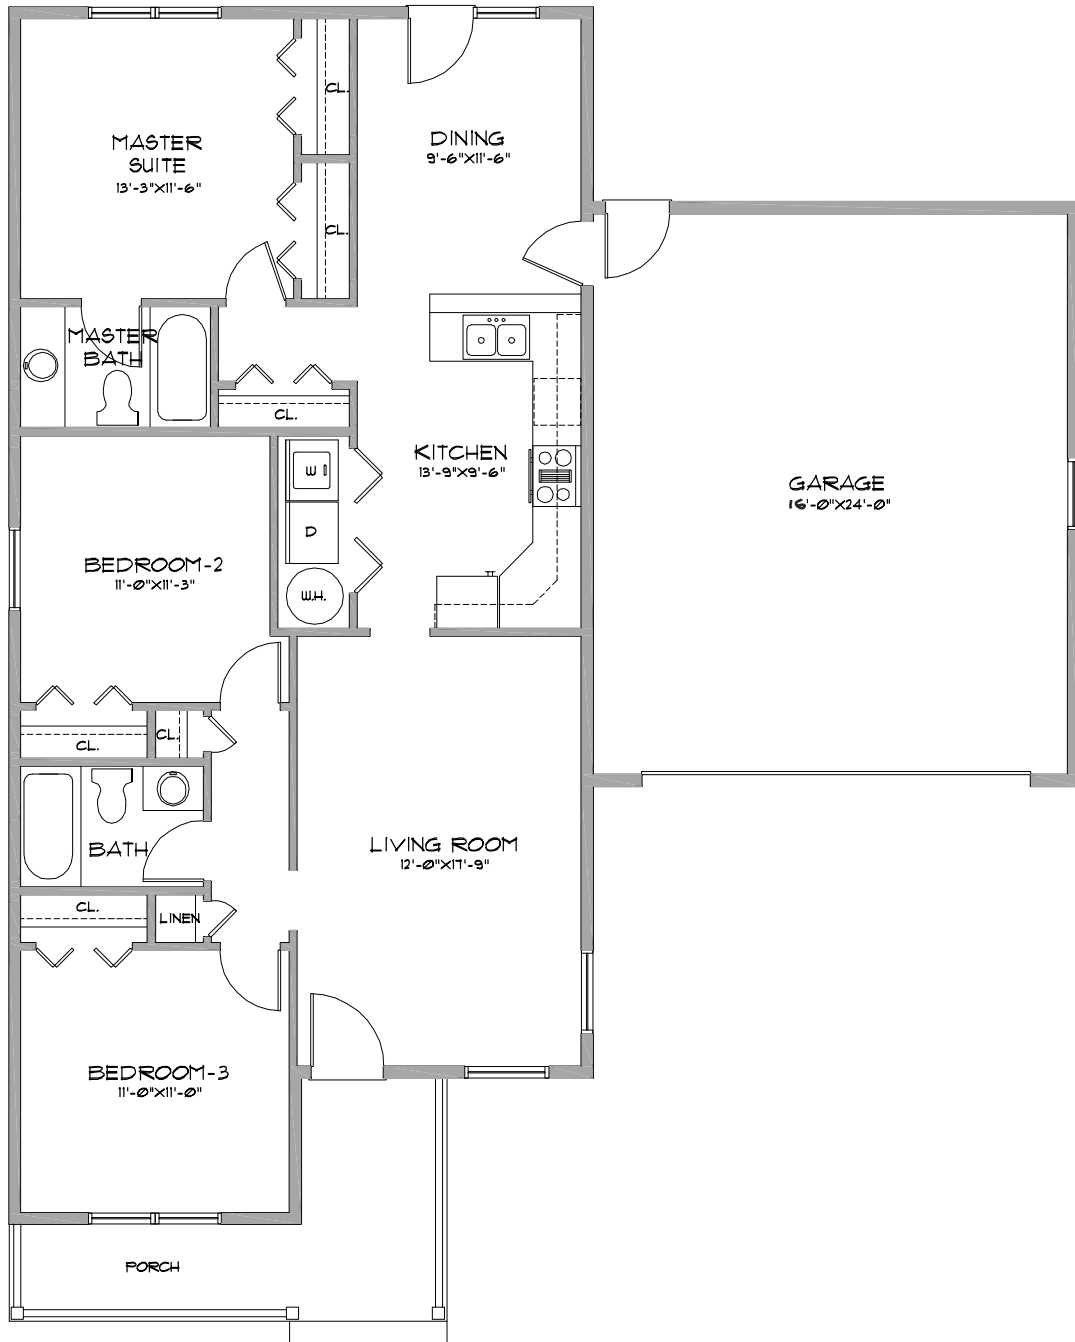 CL.
MASTER
SUITE
13'-3"X11'-6"
DINING
9'-6"X11'-6"
CL.
MASTER
BATH
CL.
KITCHEN
13'-9"X9'-6"
W
D
W.H.
GARAGE
16'-0"X24'-0"
BEDROOM-2
11'-0"X11'-3"
CL.
CL.
BATH
LIVING ROOM
12'-0"X17'-9"
CL.
LINEN
BEDROOM-3
11'-0"X11'-0"
PORCH